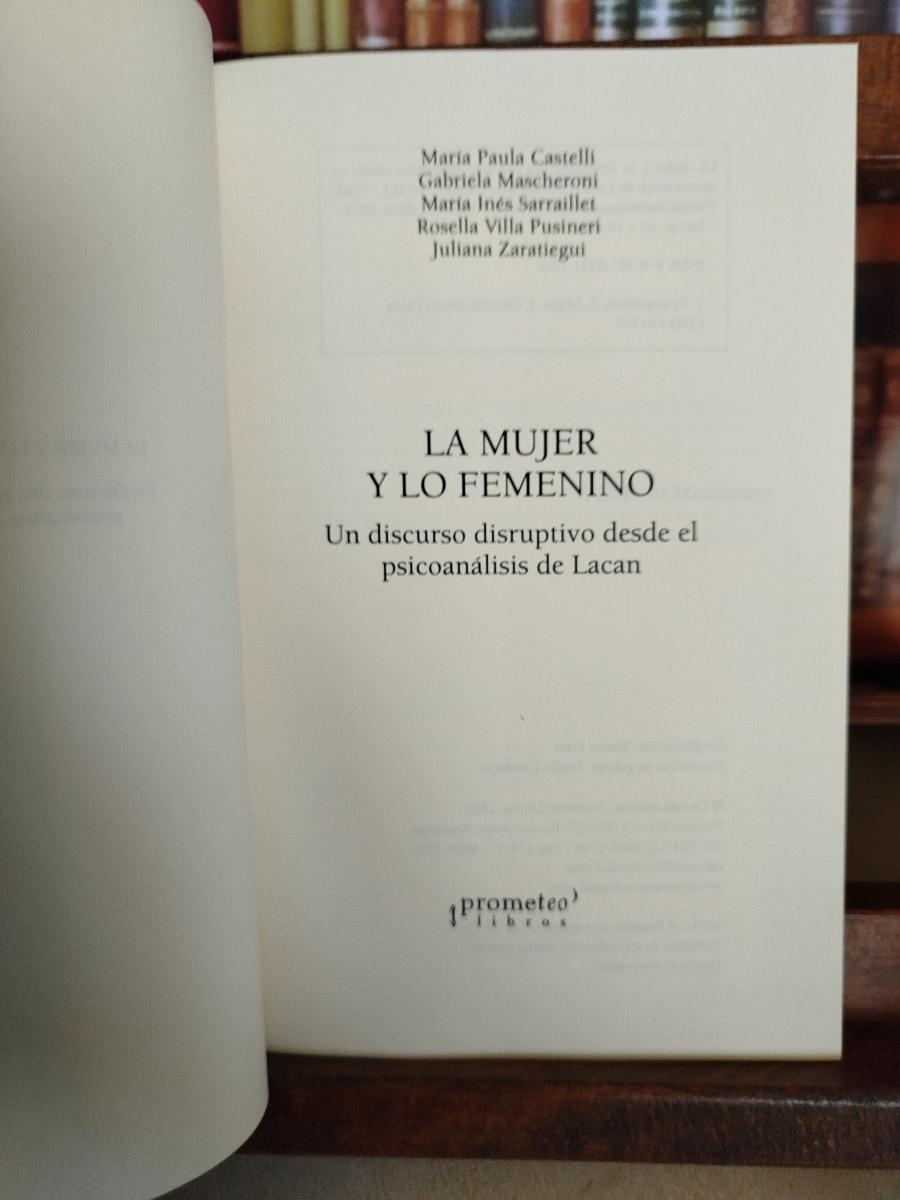 María Paula Castelli
Gabriela Mascheroni
María Inés Sarraillet
Rosella Villa Pusineri
Juliana Zaratiegui
LA MUJER
Y LO FEMENINO
Un discurso disruptivo desde el
psicoanálisis de Lacan
prometeo
libros